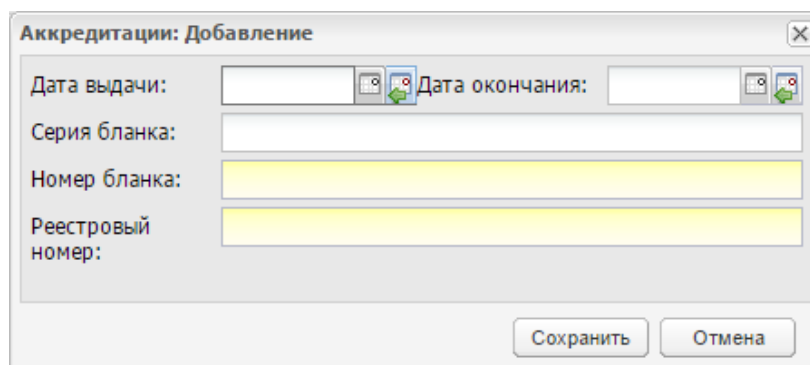 Аккредитации: Добавление
Дата выдачи: Дата окончания:
Серия бланка:
Номер бланка:
Реестровый
номер:
Сохранить Отмена